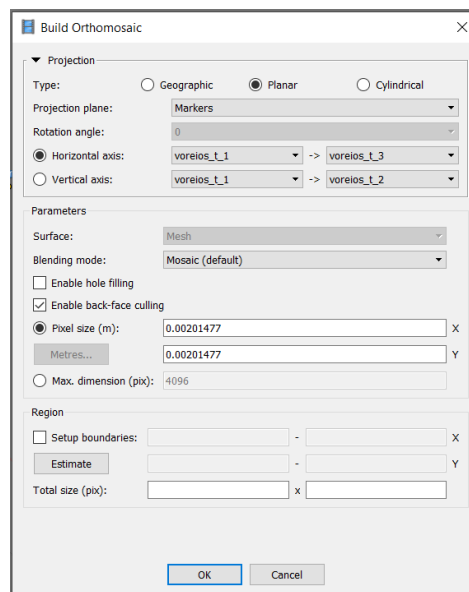 Build Orthomosaic
Projection
Type: Geographic Planar Cylindrical
Projection plane: Markers
Rotation angle: 0
Horizontal axis: voreios_t_1 -> voreios_t_3
Vertical axis: voreios_t_1 -> voreios_t_2
Parameters
Surface: Mesh
Blending mode: Mosaic (default)
Enable hole filling
Enable back-face culling
Pixel size (m): 0.00201477 X
Metres... 0.00201477 Y
Max. dimension (pix): 4096
Region
Setup boundaries: - X
Estimate - Y
Total size (pix): x
OK Cancel